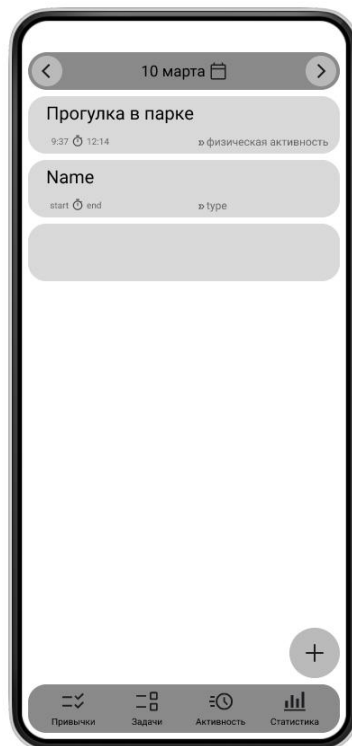 10 марта
Прогулка в парке
9:37 12:14 физическая активность
Name
start end type
Привычки Задачи Активность Статистика